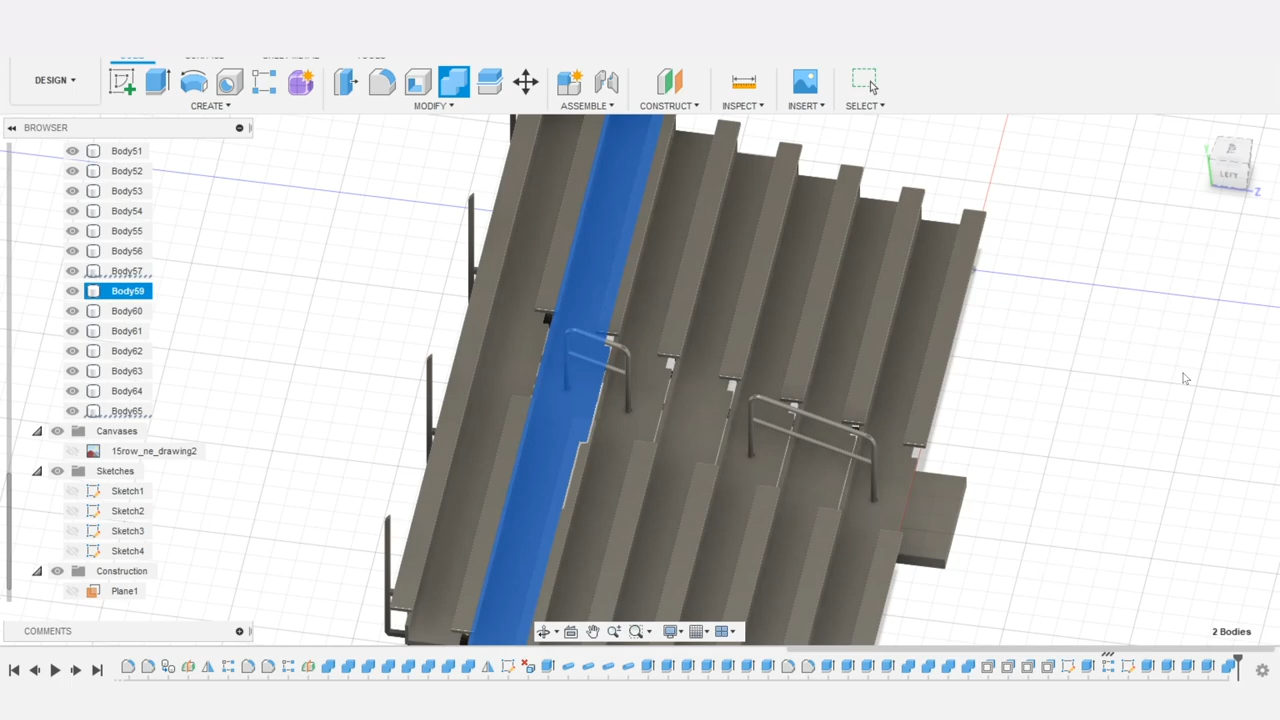 DESIGN ▾
CREATE ▾
MODIFY ▾
ASSEMBLE ▾
CONSTRUCT ▾
INSPECT ▾
INSERT ▾
SELECT ▾
BROWSER
Body51
Body52
Body53
Body54
Body55
Body56
Body57
Body59
Body60
Body61
Body62
Body63
Body64
Body65
Canvases
15row_ne_drawing2
Sketches
Sketch1
Sketch2
Sketch3
Sketch4
Construction
Plane1
COMMENTS
LEFT
Y
Z
2 Bodies